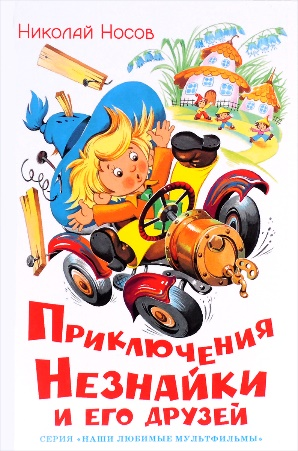 Николай Носов
Приключения
Незнайки
и его друзей
серия «Наши любимые мультфильмы»